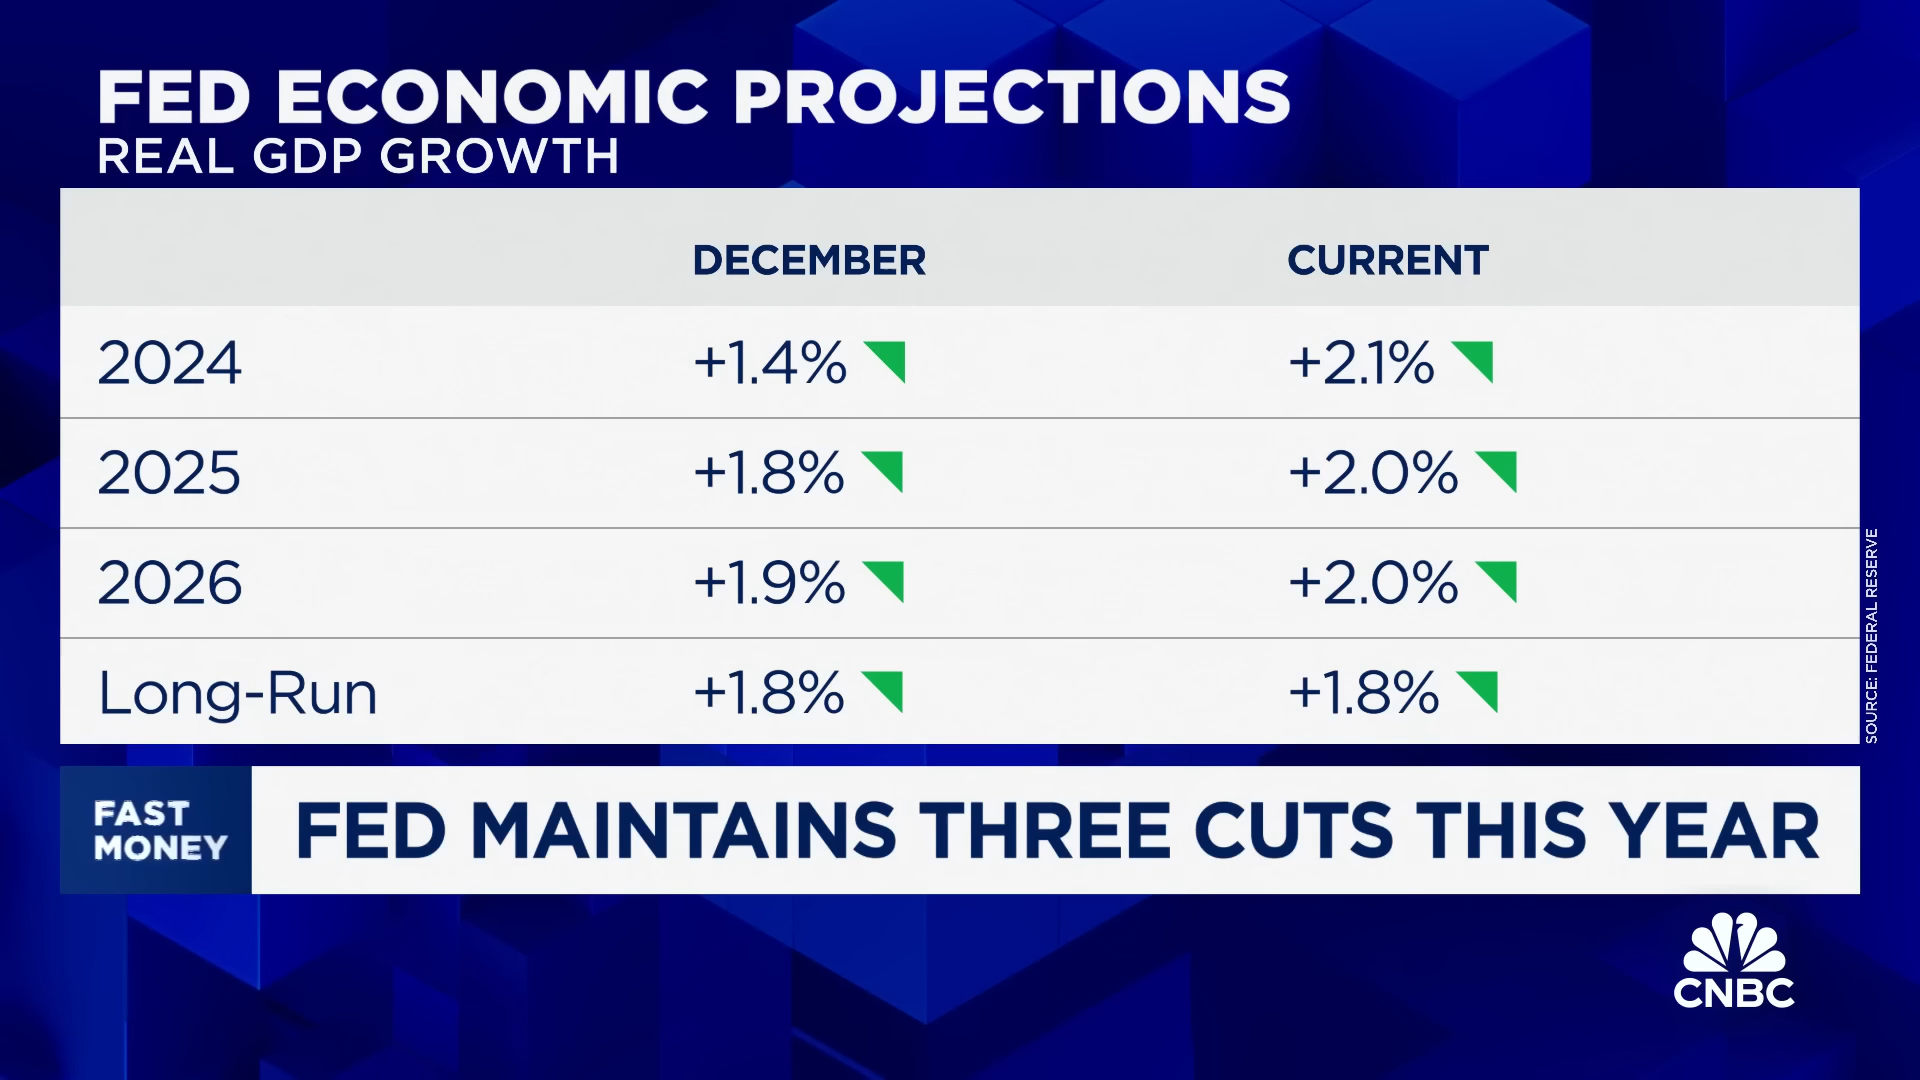 FED ECONOMIC PROJECTIONS
REAL GDP GROWTH
DECEMBER CURRENT
2024 +1.4% +2.1%
2025 +1.8% +2.0%
2026 +1.9% +2.0%
Long-Run +1.8% +1.8%
SOURCE: FEDERAL RESERVE
FAST
MONEY
FED MAINTAINS THREE CUTS THIS YEAR
CNBC